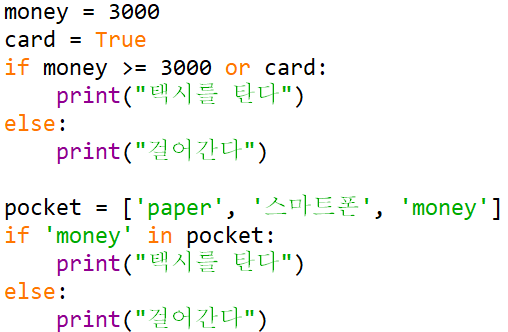 money = 3000
card = True
if money >= 3000 or card:
    print("택시를 탄다")
else:
    print("걸어간다")

pocket = ['paper', '스마트폰', 'money']
if 'money' in pocket:
    print("택시를 탄다")
else:
    print("걸어간다")